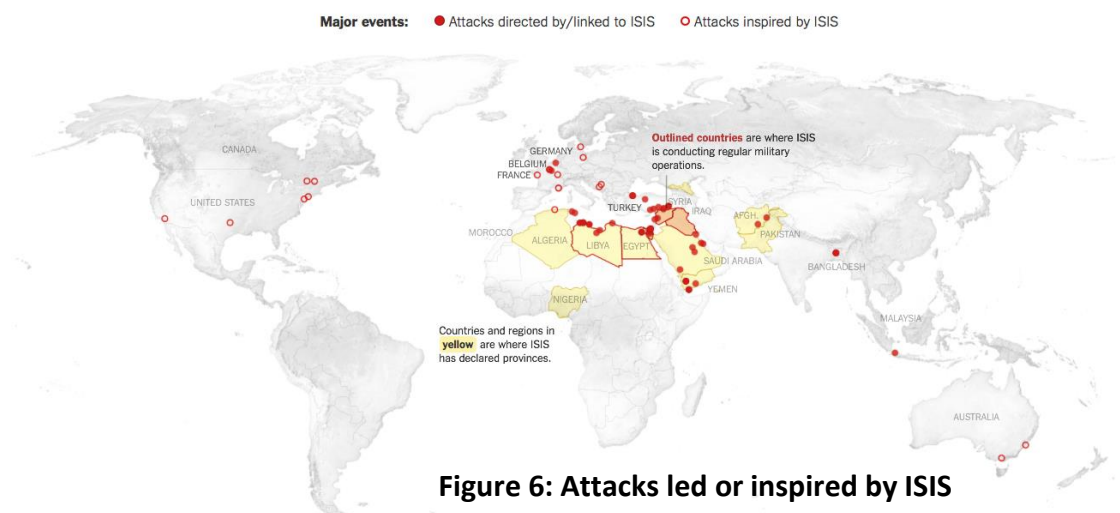 Major events: Attacks directed by/linked to ISIS Attacks inspired by ISIS
CANADA
UNITED STATES
GERMANY
BELGIUM
FRANCE
Outlined countries are where ISIS
is conducting regular military
operations.
TURKEY
SYRIA
IRAQ
AFGH.
PAKISTAN
MOROCCO
ALGERIA
LIBYA
EGYPT
SAUDI ARABIA
BANGLADESH
YEMEN
NIGERIA
MALAYSIA
Countries and regions in
yellow are where ISIS
has declared provinces.
AUSTRALIA
Figure 6: Attacks led or inspired by ISIS